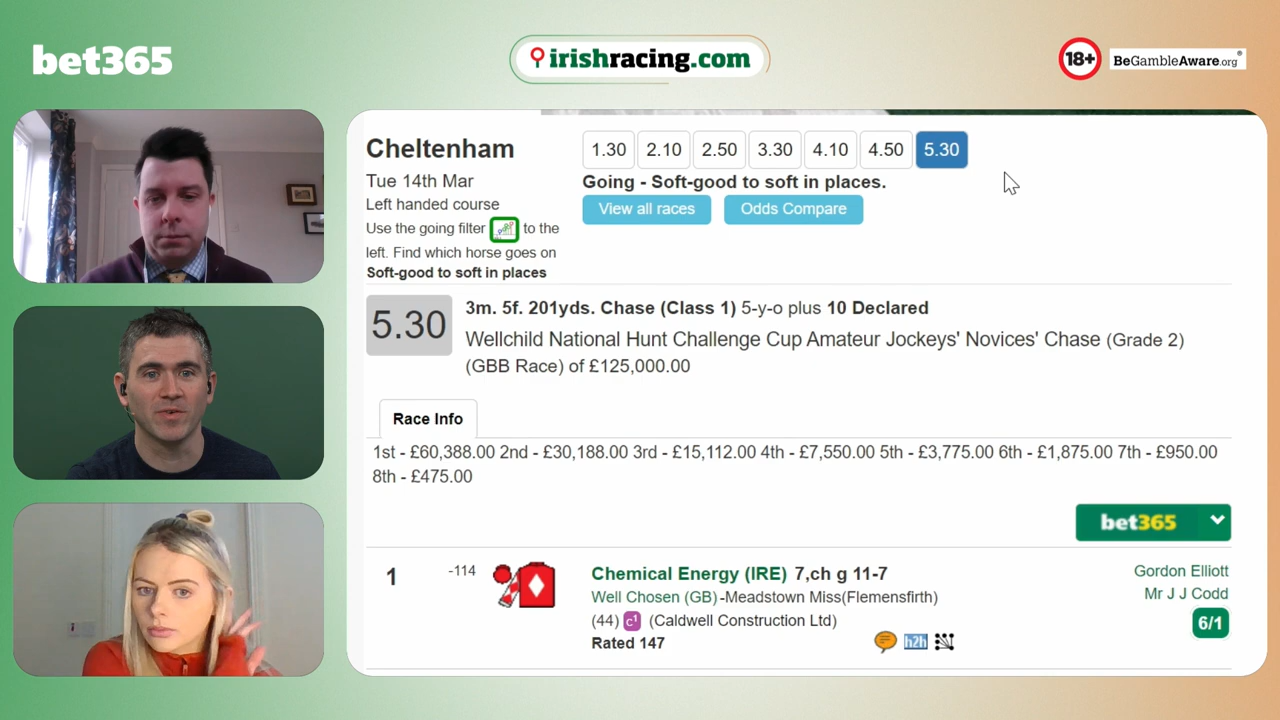 bet365
irishracing.com
18+ BeGambleAware.org®
Cheltenham
1.30 2.10 2.50 3.30 4.10 4.50 5.30
Tue 14th Mar
Going - Soft-good to soft in places.
Left handed course
View all races Odds Compare
Use the going filter to the
left. Find which horse goes on
Soft-good to soft in places
5.30
3m. 5f. 201yds. Chase (Class 1) 5-y-o plus 10 Declared
Wellchild National Hunt Challenge Cup Amateur Jockeys' Novices' Chase (Grade 2)
(GBB Race) of £125,000.00
Race Info
1st - £60,388.00 2nd - £30,188.00 3rd - £15,112.00 4th - £7,550.00 5th - £3,775.00 6th - £1,875.00 7th - £950.00
8th - £475.00
bet365
1 -114 Chemical Energy (IRE) 7,ch g 11-7
Gordon Elliott
Well Chosen (GB)-Meadstown Miss(Flemensfirth)
Mr J J Codd
(44) c1 (Caldwell Construction Ltd)
6/1
Rated 147
h2h